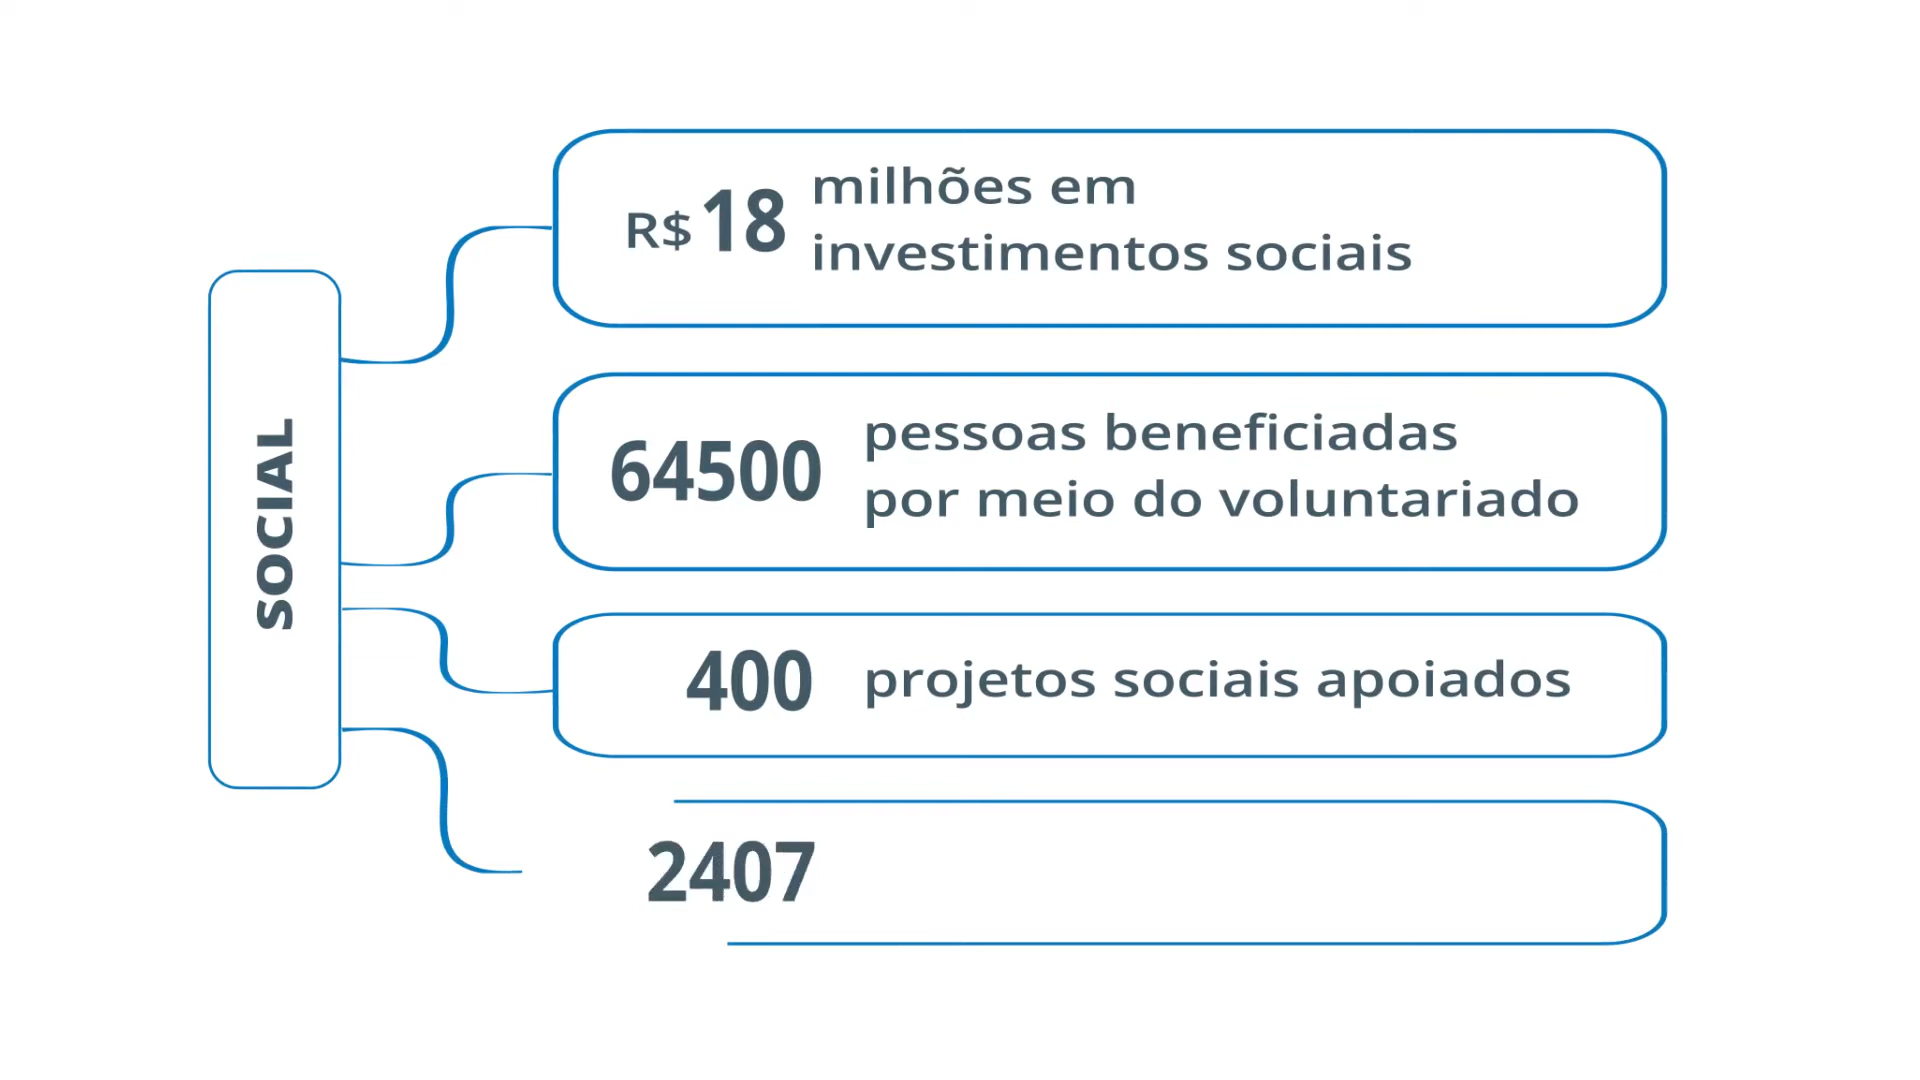 SOCIAL
R$ 18 milhões em
investimentos sociais
64500 pessoas beneficiadas
por meio do voluntariado
400 projetos sociais apoiados
2407